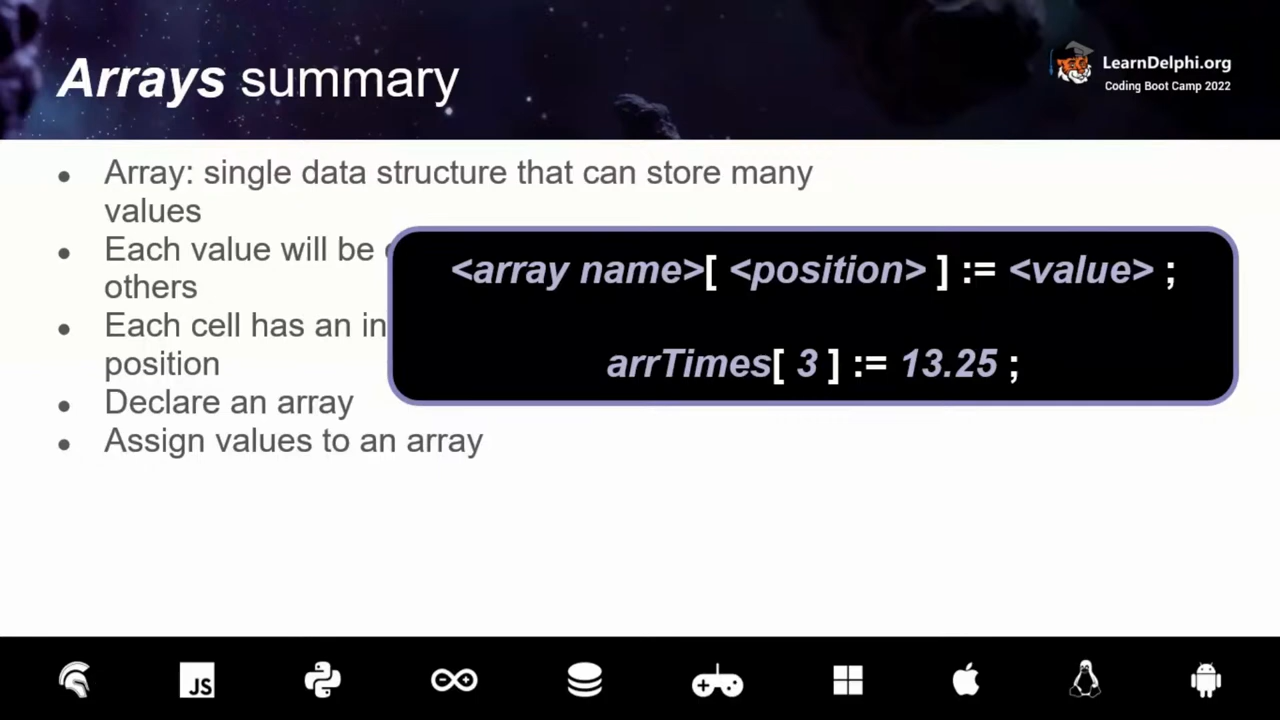 Arrays summary
LearnDelphi.org
Coding Boot Camp 2022
Array: single data structure that can store many
values
Each value will be
others
Each cell has an
position
Declare an array
Assign values to an array
<array name>[ <position> ] := <value> ;
arrTimes[ 3 ] := 13.25 ;
JS